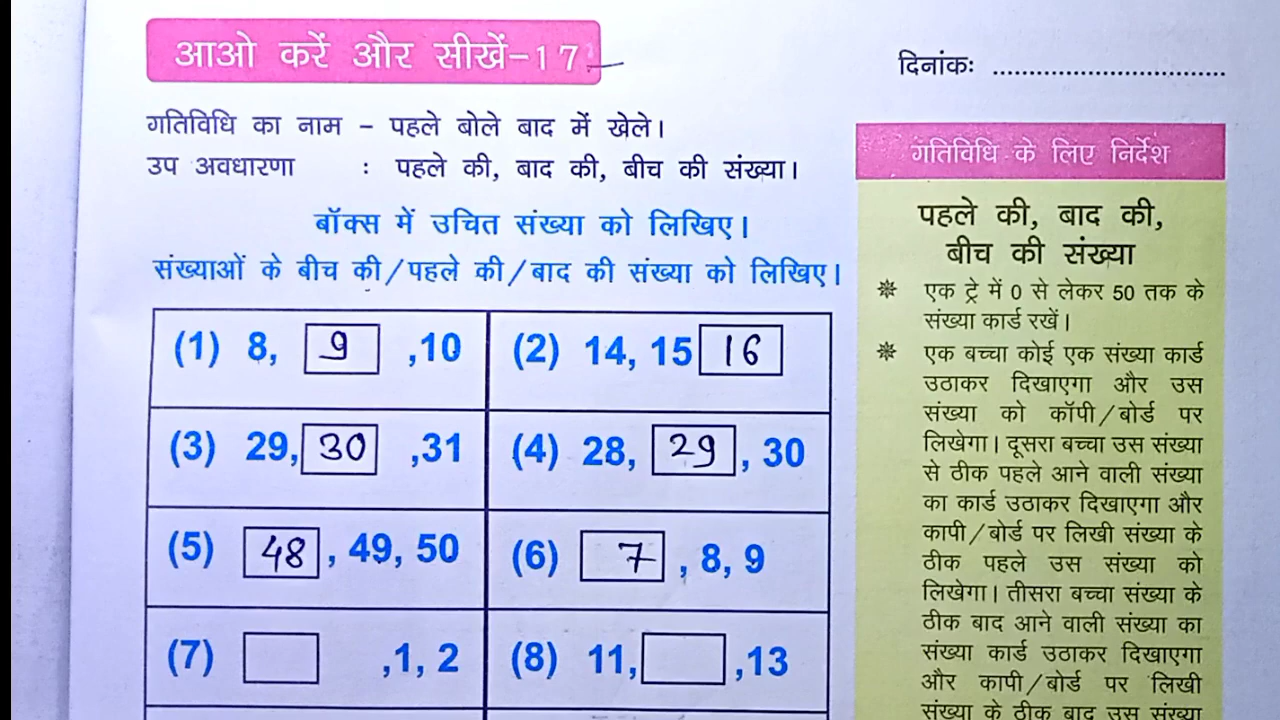 आओ करें और सीखें-17
दिनांकः ................................
गतिविधि का नाम - पहले बोले बाद में खेले।
उप अवधारणा : पहले की, बाद की, बीच की संख्या।
बॉक्स में उचित संख्या को लिखिए।
संख्याओं के बीच की/पहले की/बाद की संख्या को लिखिए।
(1) 8, 9 ,10
(2) 14, 15 16
(3) 29, 30 ,31
(4) 28, 29 , 30
(5) 48 , 49, 50
(6) 7 , 8, 9
(7) ,1, 2
(8) 11, ,13
गतिविधि के लिए निर्देश
पहले की, बाद की,
बीच की संख्या
एक ट्रे में 0 से लेकर 50 तक के
संख्या कार्ड रखें।
एक बच्चा कोई एक संख्या कार्ड
उठाकर दिखाएगा और उस
संख्या को कॉपी/बोर्ड पर
लिखेगा। दूसरा बच्चा उस संख्या
से ठीक पहले आने वाली संख्या
का कार्ड उठाकर दिखाएगा और
कापी/बोर्ड पर लिखी संख्या के
ठीक पहले उस संख्या को
लिखेगा। तीसरा बच्चा संख्या के
ठीक बाद आने वाली संख्या का
संख्या कार्ड उठाकर दिखाएगा
और कापी/बोर्ड पर लिखी
संख्या के ठीक बाद उस संख्या